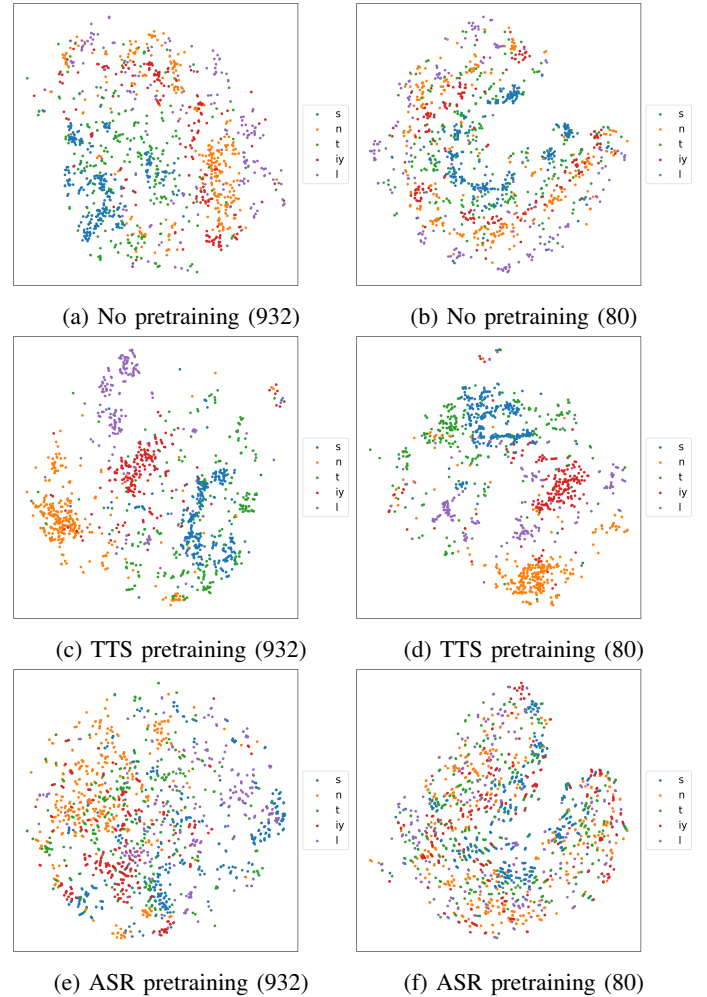 s
n
t
iy
l
s
n
t
iy
l
(a) No pretraining (932)
(b) No pretraining (80)
s
n
t
iy
l
s
n
t
iy
l
(c) TTS pretraining (932)
(d) TTS pretraining (80)
s
n
t
iy
l
s
n
t
iy
l
(e) ASR pretraining (932)
(f) ASR pretraining (80)